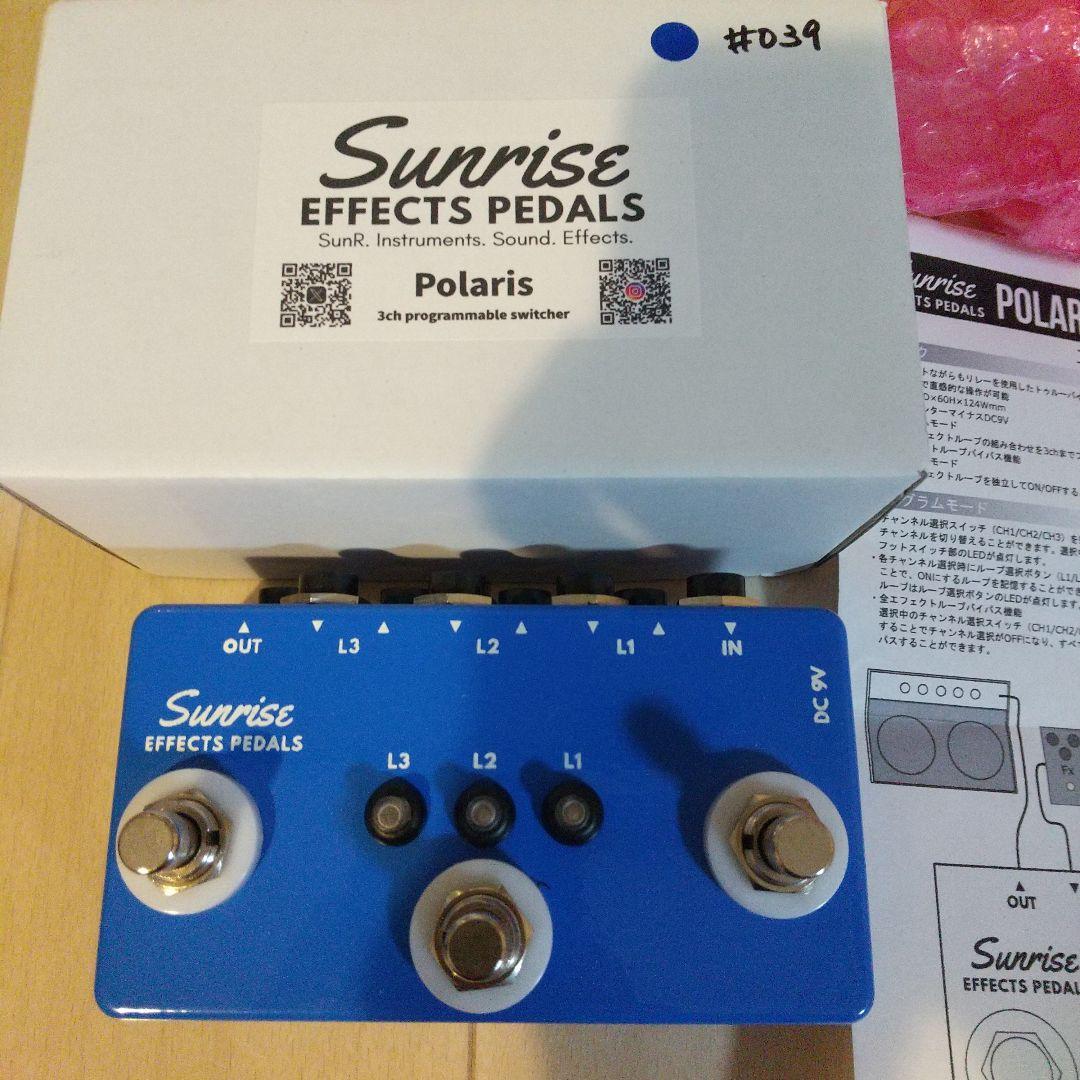 #039
Sunrise
EFFECTS PEDALS
SunR. Instruments. Sound. Effects.
Polaris
3ch programmable switcher
unrise
TS PEDALS
POLAR
トながらもリレーを使用したトゥルーバイ
で直感的な操作が可能
D×60H×124Wmm
ンターマイナスDC9V
ムモード
ェクトループの組み合わせを3chまでプ
トループバイパス機能
モード
ェクトループを独立してON/OFFする
グラムモード
チャンネル選択スイッチ（CH1/CH2/CH3）を
チャンネルを切り替えることができます。選択
フットスイッチ部のLEDが点灯します。
・各チャンネル選択時にループ選択ボタン（L1/L
ことで、ONにするループを記憶することができ
ループはループ選択ボタンのLEDが点灯します
・全エフェクトループバイパス機能
選択中のチャンネル選択スイッチ（CH1/CH2/
することでチャンネル選択がOFFになり、すべ
パスすることができます。
Fx
OUT
Sunrise
EFFECTS PEDAL
OUT L3 L2 L1 IN
DC 9V
Sunrise
EFFECTS PEDALS
L3 L2 L1